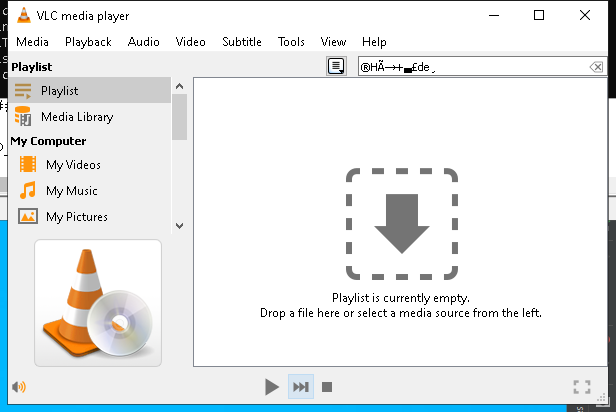 VLC media player
Media Playback Audio Video Subtitle Tools View Help
Playlist
®HÃ→+▬£de¸
Playlist
Media Library
My Computer
My Videos
My Music
My Pictures
Playlist is currently empty.
Drop a file here or select a media source from the left.